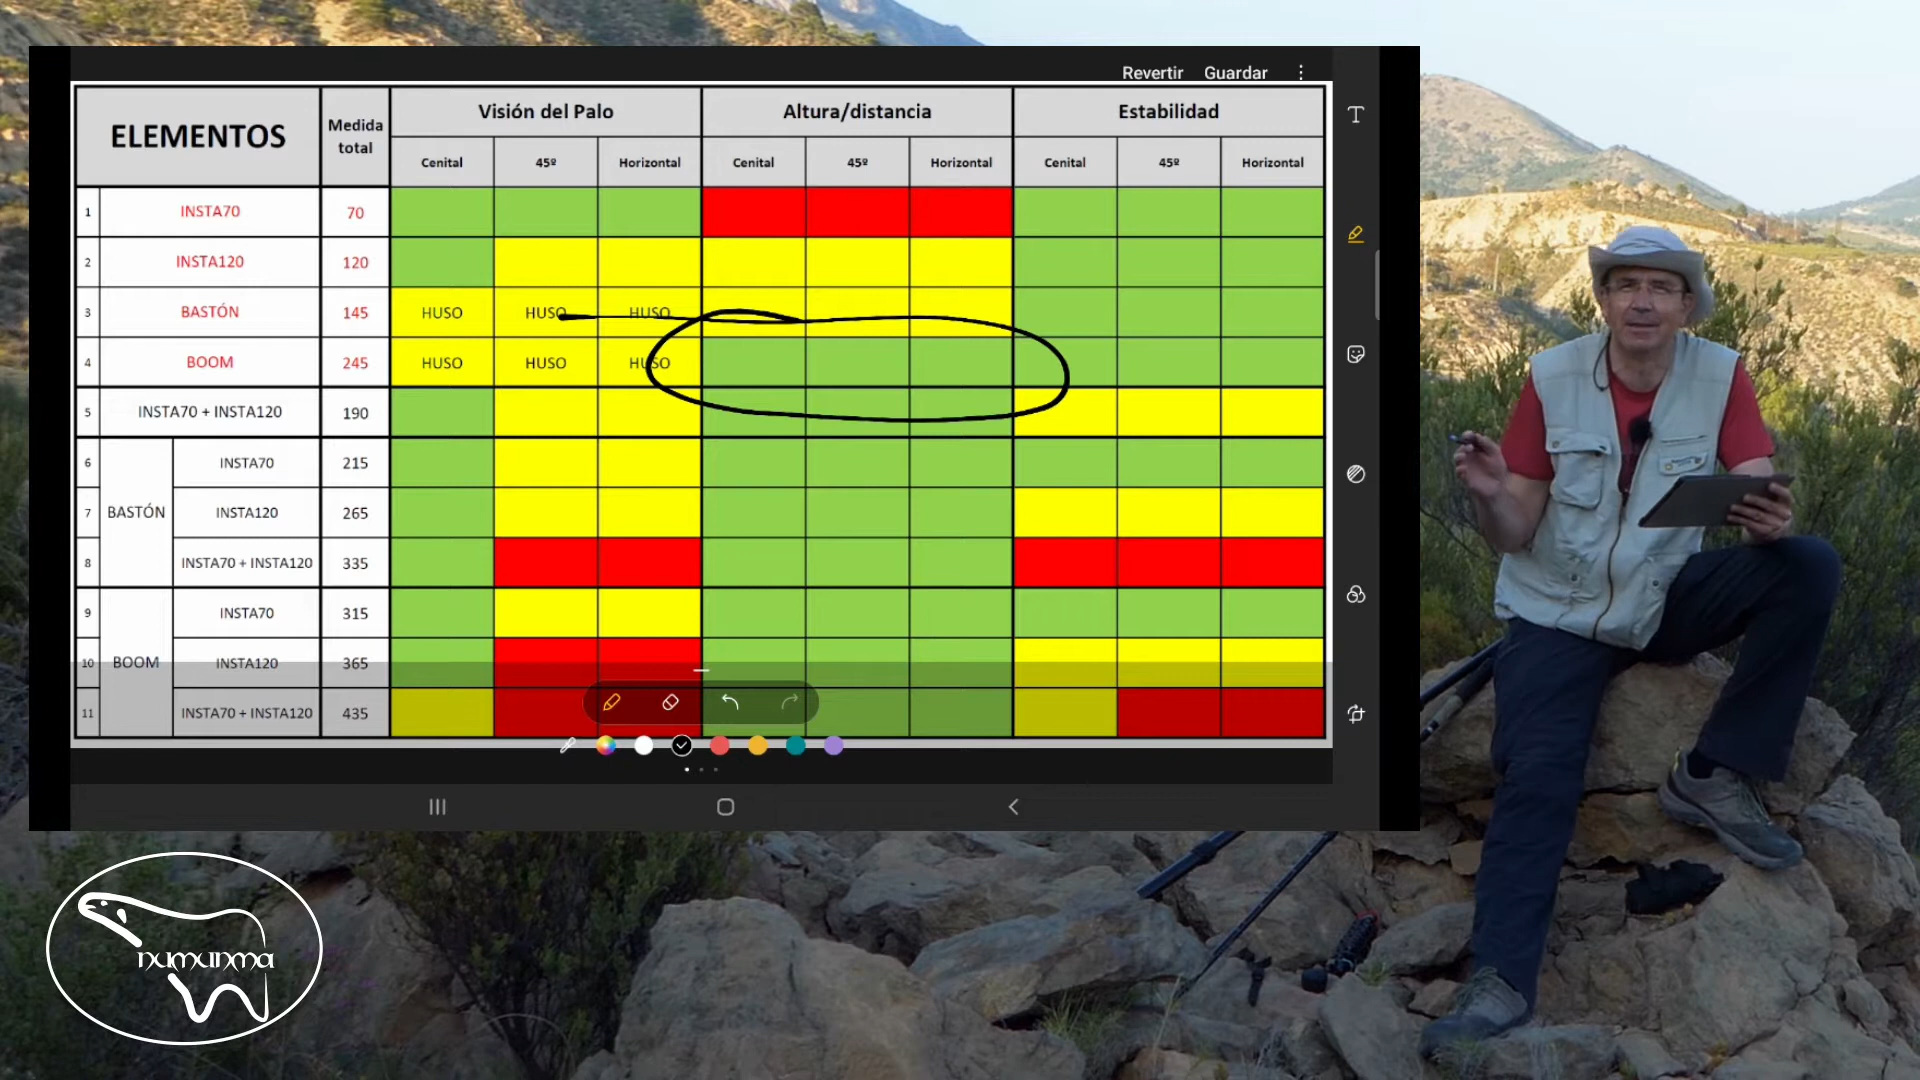 Revertir Guardar
ELEMENTOS Medida total Visión del Palo Altura/distancia Estabilidad
Cenital 45º Horizontal Cenital 45º Horizontal Cenital 45º Horizontal
1 INSTA70 70
2 INSTA120 120
3 BASTÓN 145 HUSO HUSO HUSO
4 BOOM 245 HUSO HUSO HUSO
5 INSTA70 + INSTA120 190
6 INSTA70 215
7 BASTÓN INSTA120 265
8 INSTA70 + INSTA120 335
9 INSTA70 315
10 BOOM INSTA120 365
11 INSTA70 + INSTA120 435
numunma